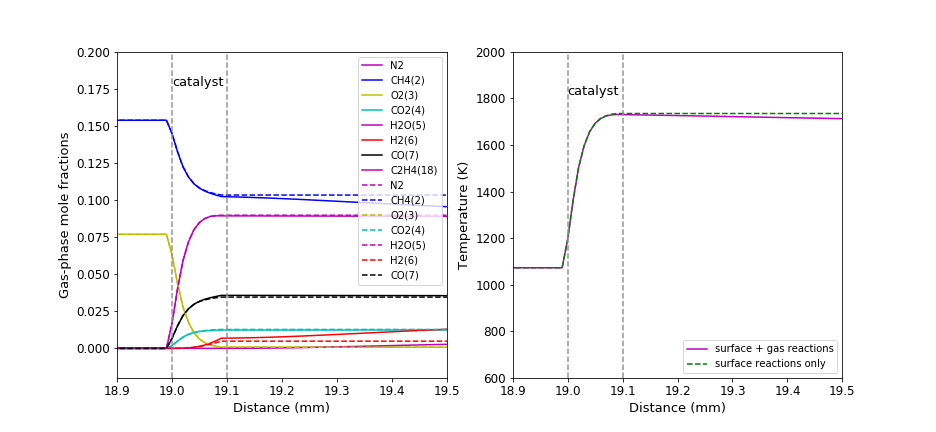 0.200
0.175
0.150
0.125
0.100
0.075
0.050
0.025
0.000
Gas-phase mole fractions
18.9 19.0 19.1 19.2 19.3 19.4 19.5
Distance (mm)
catalyst
N2
CH4(2)
O2(3)
CO2(4)
H2O(5)
H2(6)
CO(7)
C2H4(18)
N2
CH4(2)
O2(3)
CO2(4)
H2O(5)
H2(6)
CO(7)
2000
1800
1600
1400
1200
1000
800
600
Temperature (K)
18.9 19.0 19.1 19.2 19.3 19.4 19.5
Distance (mm)
catalyst
surface + gas reactions
surface reactions only